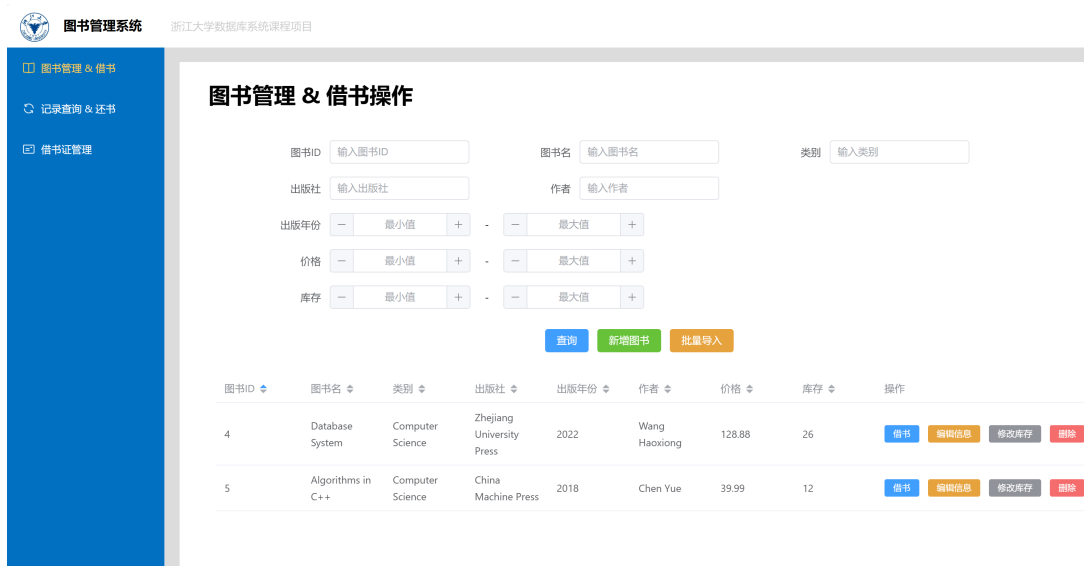 图书管理系统 浙江大学数据库系统课程项目
图书管理 & 借书
记录查询 & 还书
借书证管理
图书管理 & 借书操作
图书ID 输入图书ID 图书名 输入图书名 类别 输入类别
出版社 输入出版社 作者 输入作者
出版年份 − 最小值 + - − 最大值 +
价格 − 最小值 + - − 最大值 +
库存 − 最小值 + - − 最大值 +
查询 新增图书 批量导入
图书ID 图书名 类别 出版社 出版年份 作者 价格 库存 操作
4 Database System Computer Science Zhejiang University Press 2022 Wang Haoxiong 128.88 26 借书 编辑信息 修改库存 删除
5 Algorithms in C++ Computer Science China Machine Press 2018 Chen Yue 39.99 12 借书 编辑信息 修改库存 删除